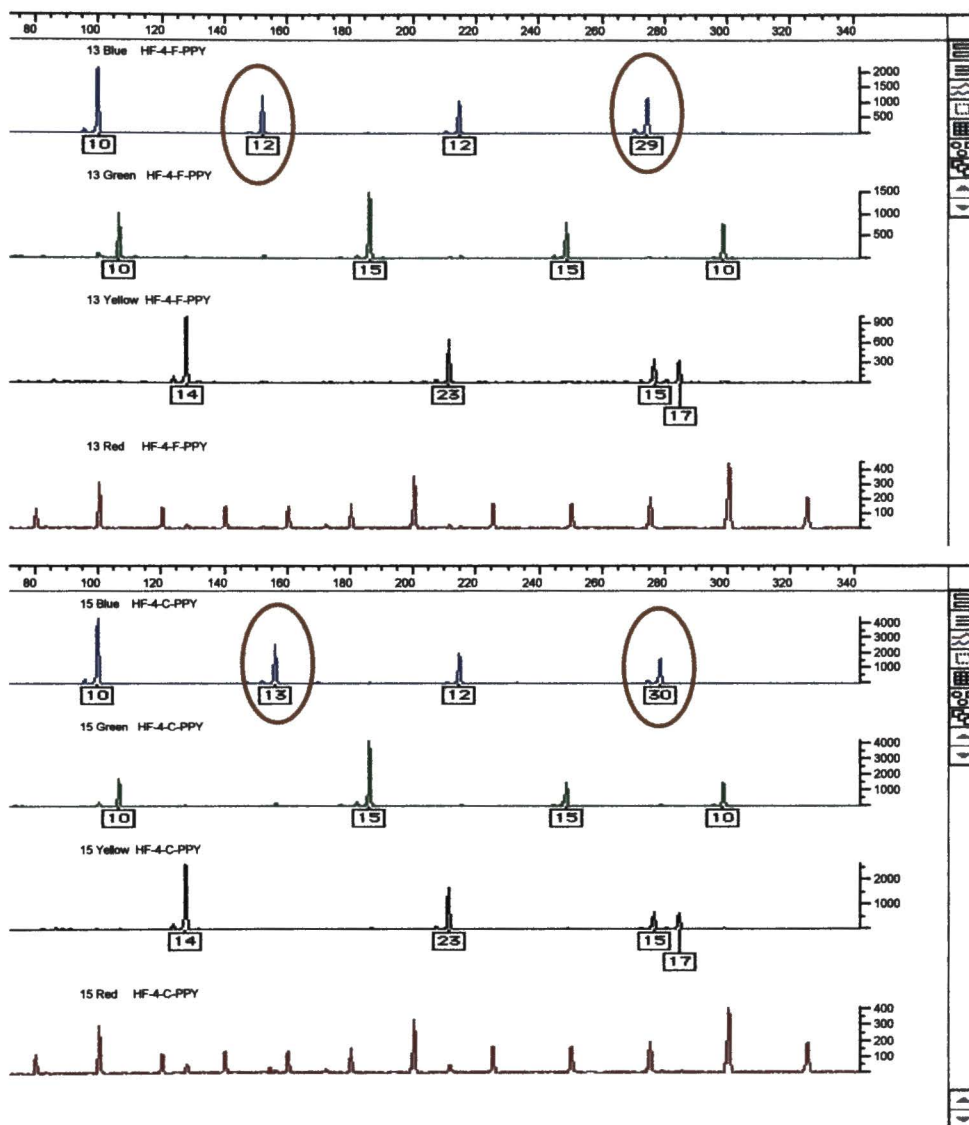 80 100 120 140 160 180 200 220 240 260 280 300 320 340
13 Blue HF-4-F-PPY
2000
1500
1000
500
10 12 12 29
13 Green HF-4-F-PPY
1500
1000
500
10 15 15 10
13 Yellow HF-4-F-PPY
900
600
300
14 23 15
17
13 Red HF-4-F-PPY
400
300
200
100
80 100 120 140 160 180 200 220 240 260 280 300 320 340
15 Blue HF-4-C-PPY
4000
3000
2000
1000
10 13 12 30
15 Green HF-4-C-PPY
4000
3000
2000
1000
10 15 15 10
15 Yellow HF-4-C-PPY
2000
1000
14 23 15
17
15 Red HF-4-C-PPY
400
300
200
100